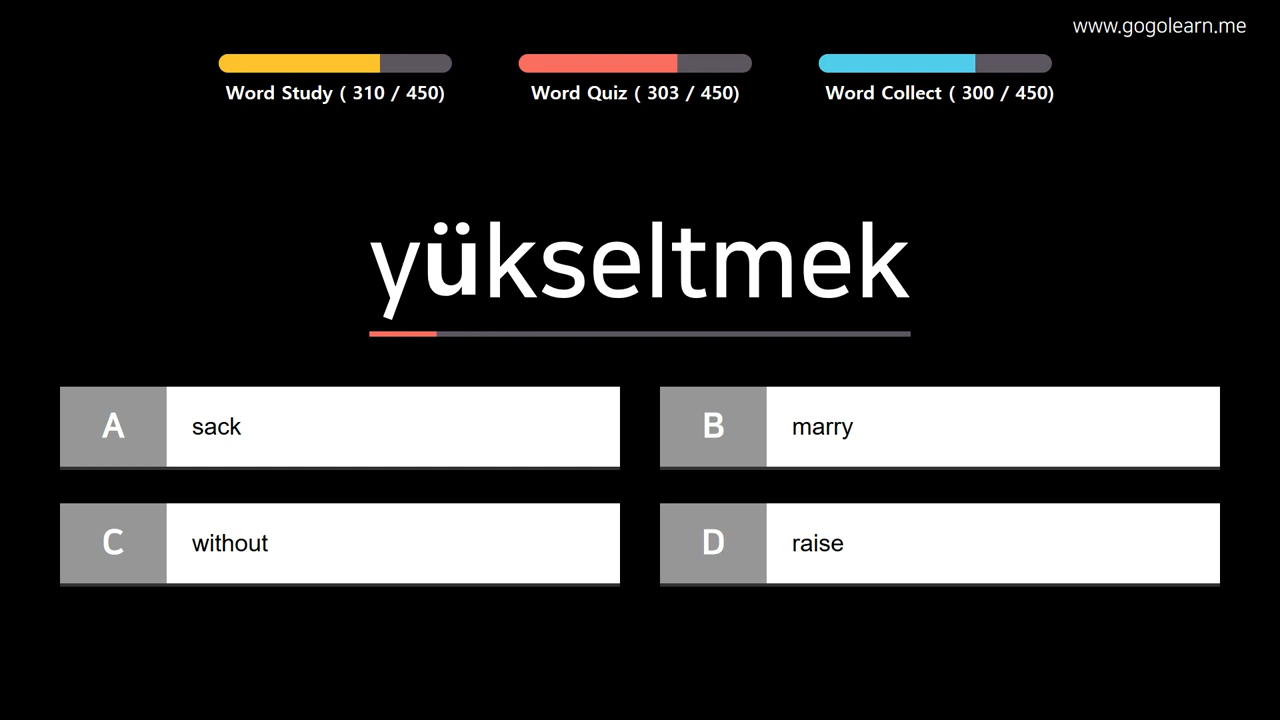 www.gogolearn.me
Word Study ( 310 / 450)
Word Quiz ( 303 / 450)
Word Collect ( 300 / 450)
yükseltmek
A sack
B marry
C without
D raise